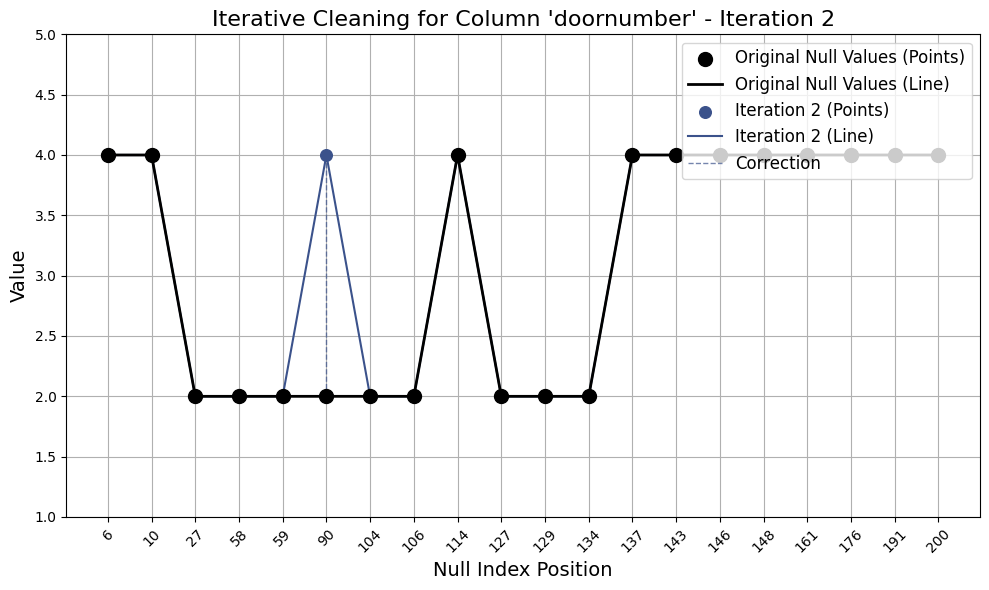 Iterative Cleaning for Column 'doornumber' - Iteration 2
Original Null Values (Points)
Original Null Values (Line)
Iteration 2 (Points)
Iteration 2 (Line)
Correction
Value
5.0
4.5
4.0
3.5
3.0
2.5
2.0
1.5
1.0
6 10 27 58 59 90 104 106 114 127 129 134 137 143 146 148 161 176 191 200
Null Index Position